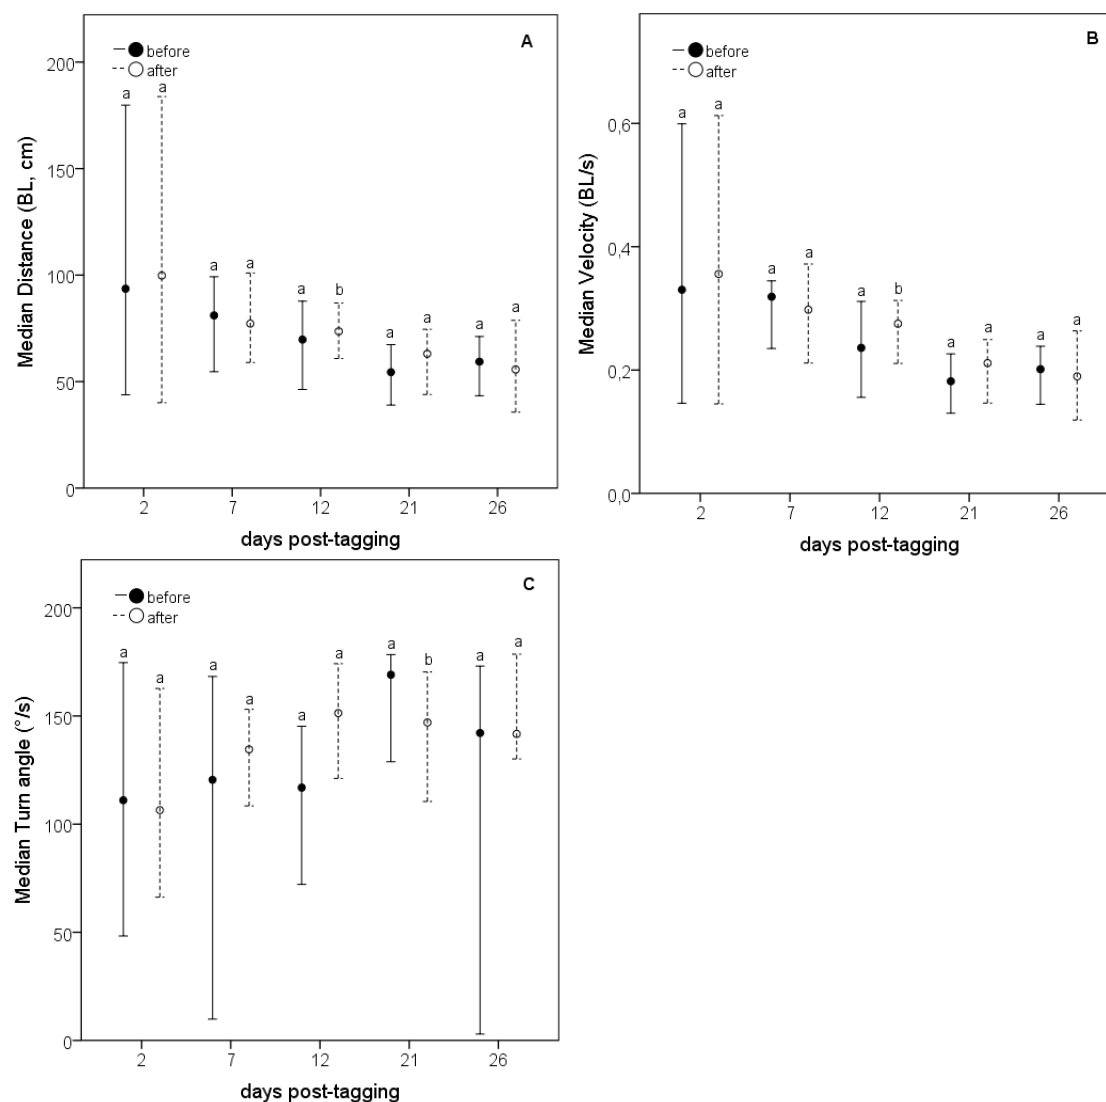 A
before
after
200
150
100
50
0
a a
a a
a b
a a
a a
Median Distance (BL, cm)
2 7 12 21 26
days post-tagging
B
before
after
0,6
0,4
0,2
0,0
a a
a a
a b
a a
a a
Median Velocity (BL/s)
2 7 12 21 26
days post-tagging
C
before
after
200
150
100
50
0
a a
a a
a a
a b
a a
Median Turn angle (°/s)
2 7 12 21 26
days post-tagging